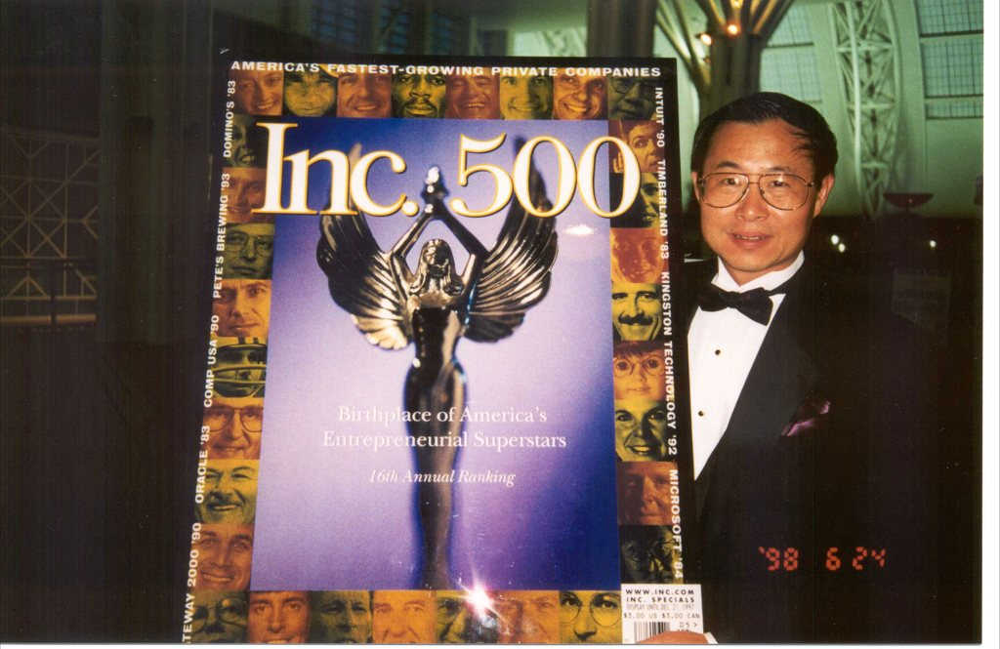 AMERICA'S FASTEST-GROWING PRIVATE COMPANIES
Inc. 500
Birthplace of America's
Entrepreneurial Superstars
16th Annual Ranking
TEWAY 2000 '90 ORACLE '83 COMP USA '90 PETE'S BREWING '93 DOMINO'S '83
INTUIT '90 TIMBERLAND '83 KINGSTON TECHNOLOGY '92 MICROSOFT '84
WWW.INC.COM
INC. SPECIALS
DISPLAY UNTIL DEC. 21, 1997
$3.00 US $3.00 CAN
05>
'98 6 24